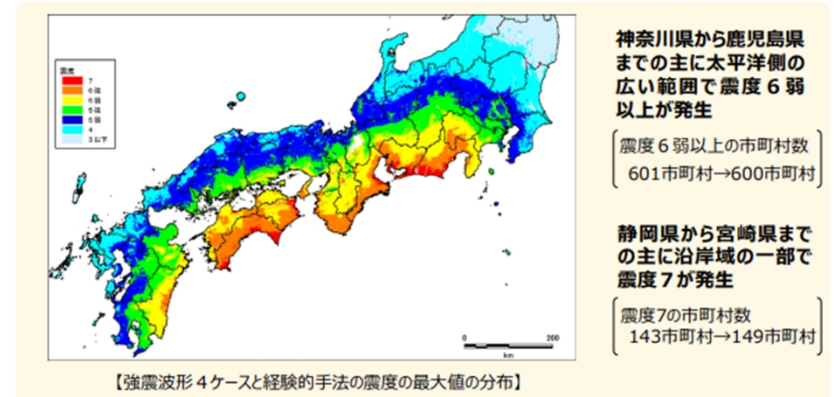 震度
7
6強
6弱
5強
5弱
4
3以下
0
200
km
【強震波形４ケースと経験的手法の震度の最大値の分布】
神奈川県から鹿児島県
までの主に太平洋側の
広い範囲で震度６弱
以上が発生
震度６弱以上の市町村数
601市町村→600市町村
静岡県から宮崎県まで
の主に沿岸域の一部で
震度７が発生
震度7の市町村数
143市町村→149市町村